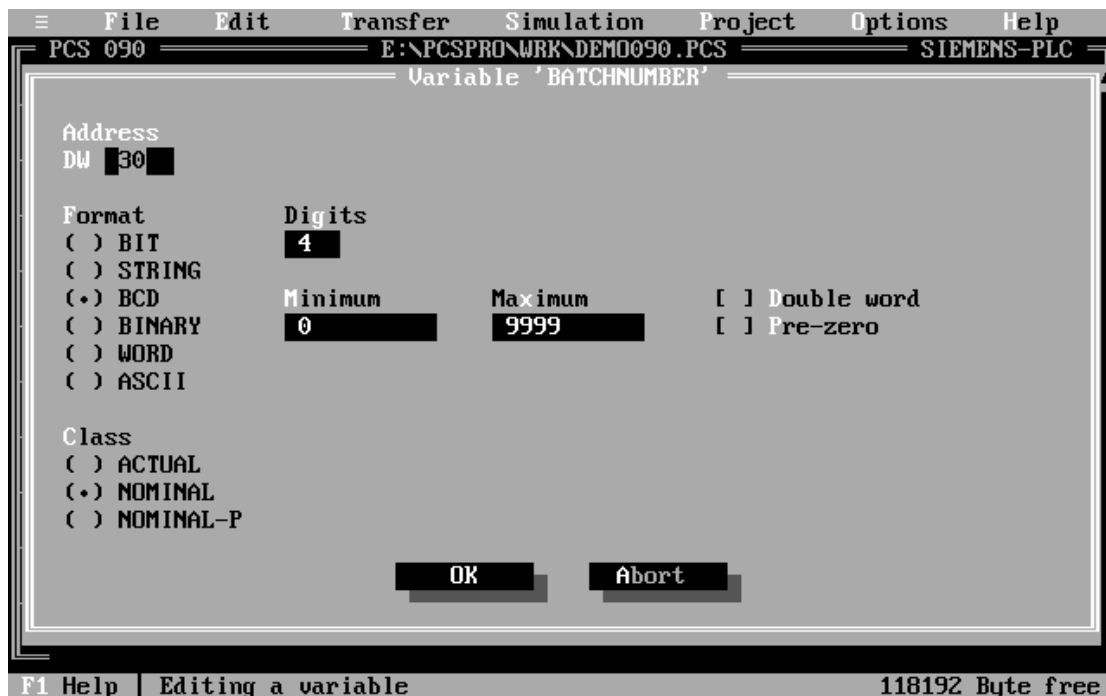 ≡ File Edit Transfer Simulation Project Options Help
PCS 090 E:\PCSPRO\WRK\DEMO090.PCS SIEMENS-PLC
Variable 'BATCHNUMBER'
Address
DW 30
Format Digits
( ) BIT 4
( ) STRING
(•) BCD Minimum Maximum [ ] Double word
( ) BINARY 0 9999 [ ] Pre-zero
( ) WORD
( ) ASCII
Class
( ) ACTUAL
(•) NOMINAL
( ) NOMINAL-P
OK Abort
F1 Help | Editing a variable 118192 Byte free